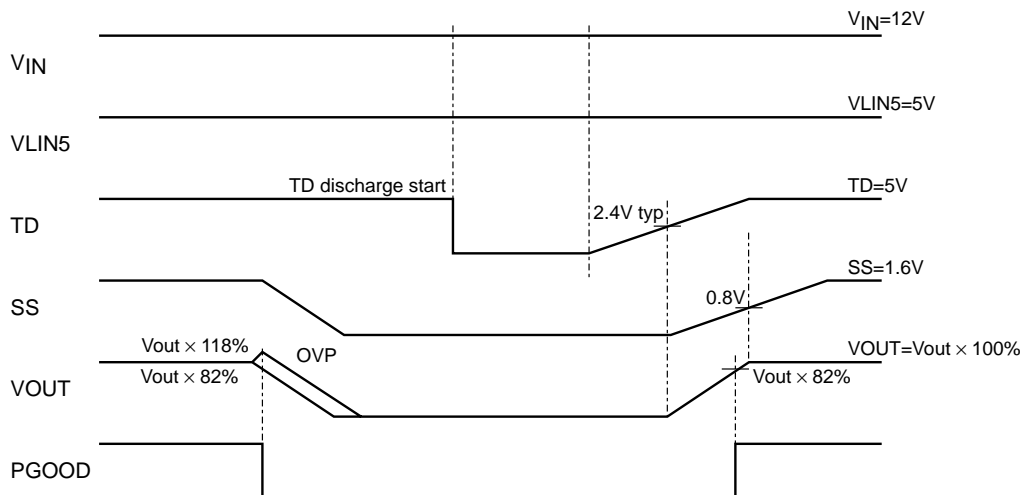 VIN=12V
VIN
VLIN5=5V
VLIN5
TD discharge start
TD=5V
2.4V typ
TD
SS=1.6V
0.8V
SS
Vout × 118%
OVP
VOUT=Vout × 100%
Vout × 82%
Vout × 82%
VOUT
PGOOD